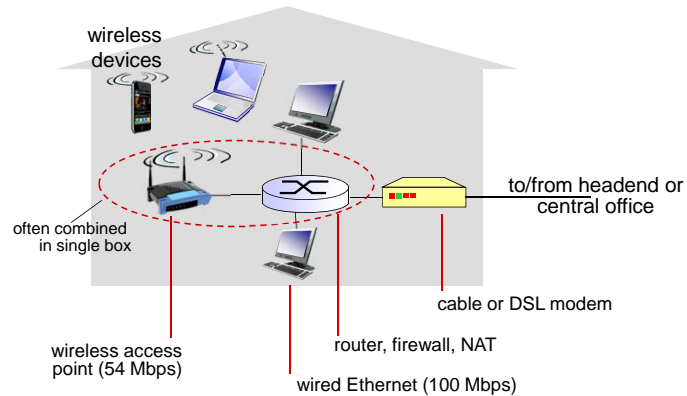 wireless
devices
to/from headend or
central office
often combined
in single box
cable or DSL modem
wireless access
point (54 Mbps)
router, firewall, NAT
wired Ethernet (100 Mbps)